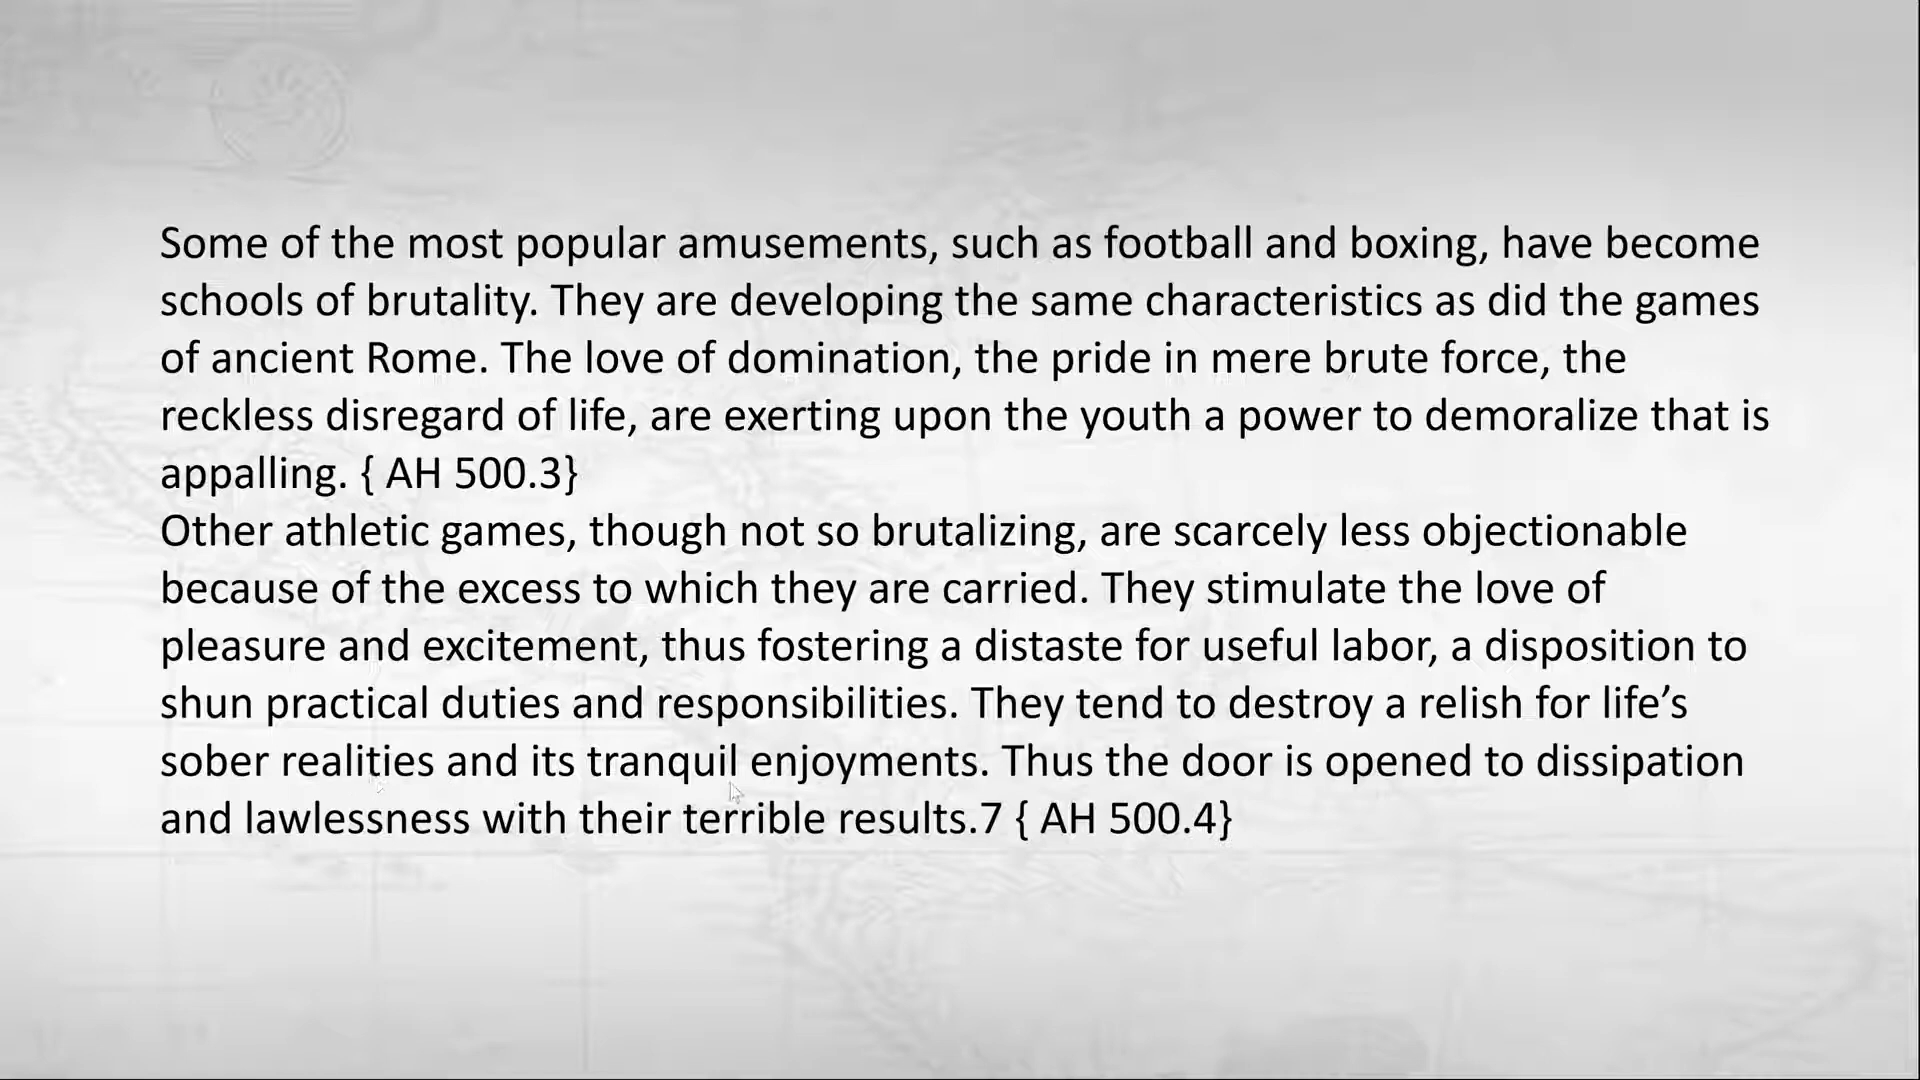 Some of the most popular amusements, such as football and boxing, have become
schools of brutality. They are developing the same characteristics as did the games
of ancient Rome. The love of domination, the pride in mere brute force, the
reckless disregard of life, are exerting upon the youth a power to demoralize that is
appalling. { AH 500.3}
Other athletic games, though not so brutalizing, are scarcely less objectionable
because of the excess to which they are carried. They stimulate the love of
pleasure and excitement, thus fostering a distaste for useful labor, a disposition to
shun practical duties and responsibilities. They tend to destroy a relish for life’s
sober realities and its tranquil enjoyments. Thus the door is opened to dissipation
and lawlessness with their terrible results.7 { AH 500.4}